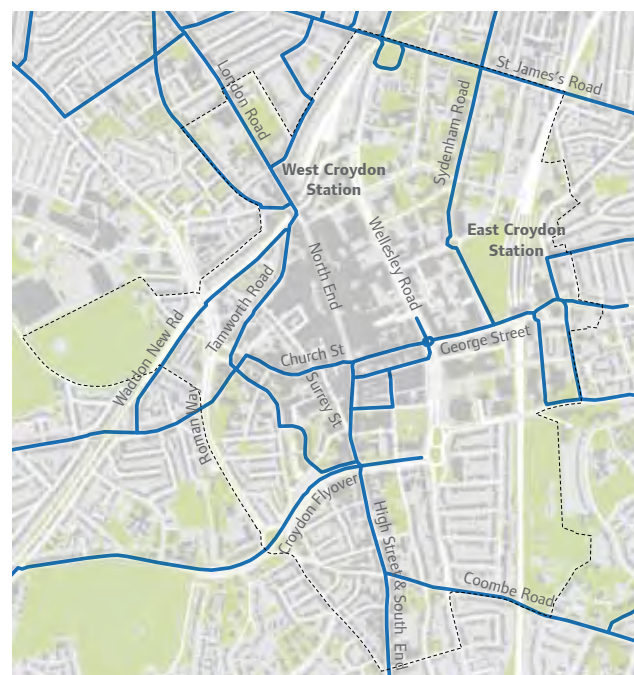 St James's Road
London Road
Sydenham Road
West Croydon
Station
East Croydon
Station
Wellesley Road
North End
Tamworth Road
Waddon New Rd
George Street
Church St
Surrey St
Roman Way
Croydon Flyover
High Street & South End
Coombe Road